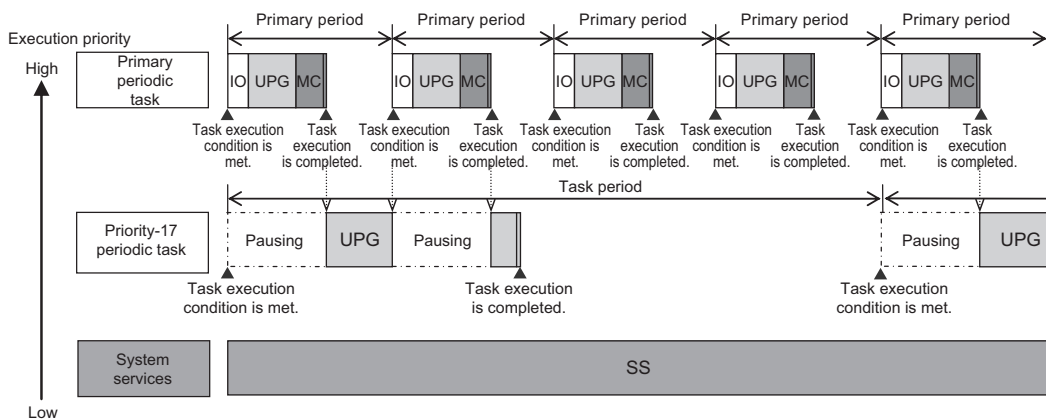 Primary period Primary period Primary period Primary period Primary period
Execution priority
High
Primary
periodic
task
IO UPG MC IO UPG MC IO UPG MC IO UPG MC IO UPG MC
Task execution condition is met.
Task execution is completed.
Task execution condition is met.
Task execution is completed.
Task execution condition is met.
Task execution is completed.
Task execution condition is met.
Task execution is completed.
Task execution condition is met.
Task execution is completed.
Task period
Priority-17
periodic task
Pausing UPG Pausing Pausing UPG
Task execution
condition is met.
Task execution
is completed.
Task execution
condition is met.
System
services
SS
Low